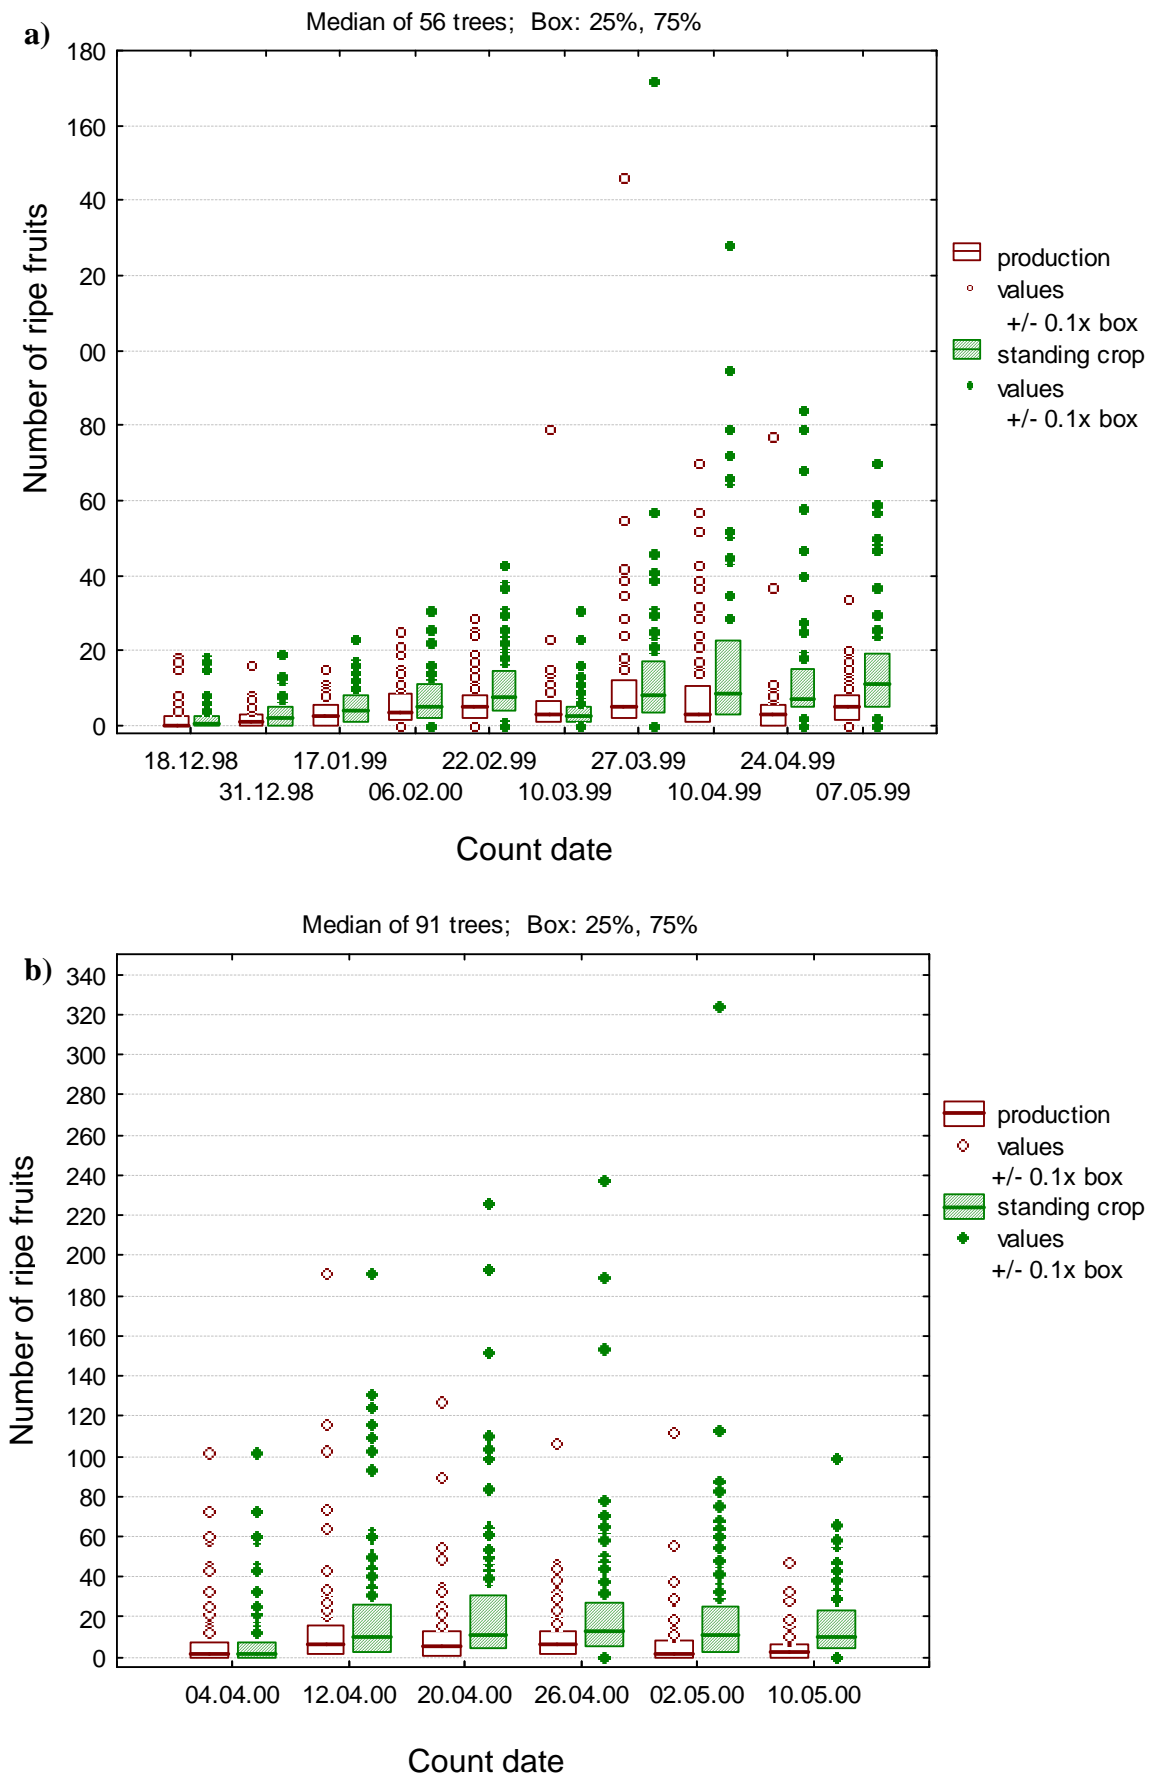 a)
Median of 56 trees; Box: 25%, 75%
Number of ripe fruits
180
160
40
20
00
80
60
40
20
0
18.12.98 17.01.99 22.02.99 27.03.99 24.04.99
31.12.98 06.02.00 10.03.99 10.04.99 07.05.99
Count date
production
values
+/- 0.1x box
standing crop
values
+/- 0.1x box
b)
Median of 91 trees; Box: 25%, 75%
Number of ripe fruits
340
320
300
280
260
240
220
200
180
160
140
120
100
80
60
40
20
0
04.04.00 12.04.00 20.04.00 26.04.00 02.05.00 10.05.00
Count date
production
values
+/- 0.1x box
standing crop
values
+/- 0.1x box